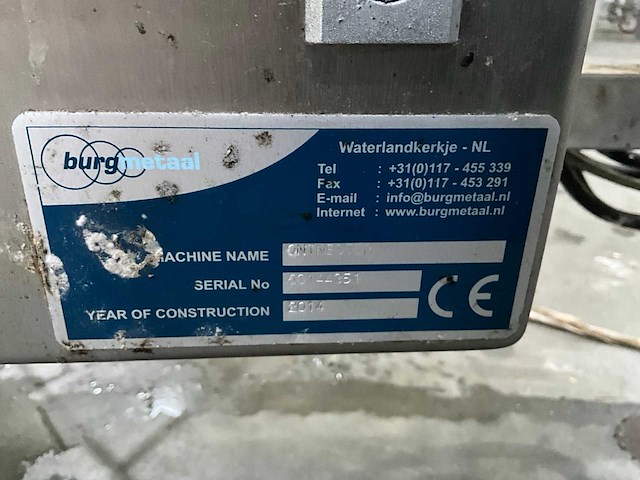 burgmetaal
Waterlandkerkje - NL
Tel : +31(0)117 - 455 339
Fax : +31(0)117 - 453 291
E-mail : info@burgmetaal.nl
Internet : www.burgmetaal.nl
MACHINE NAME
SERIAL No
YEAR OF CONSTRUCTION 2014
CE